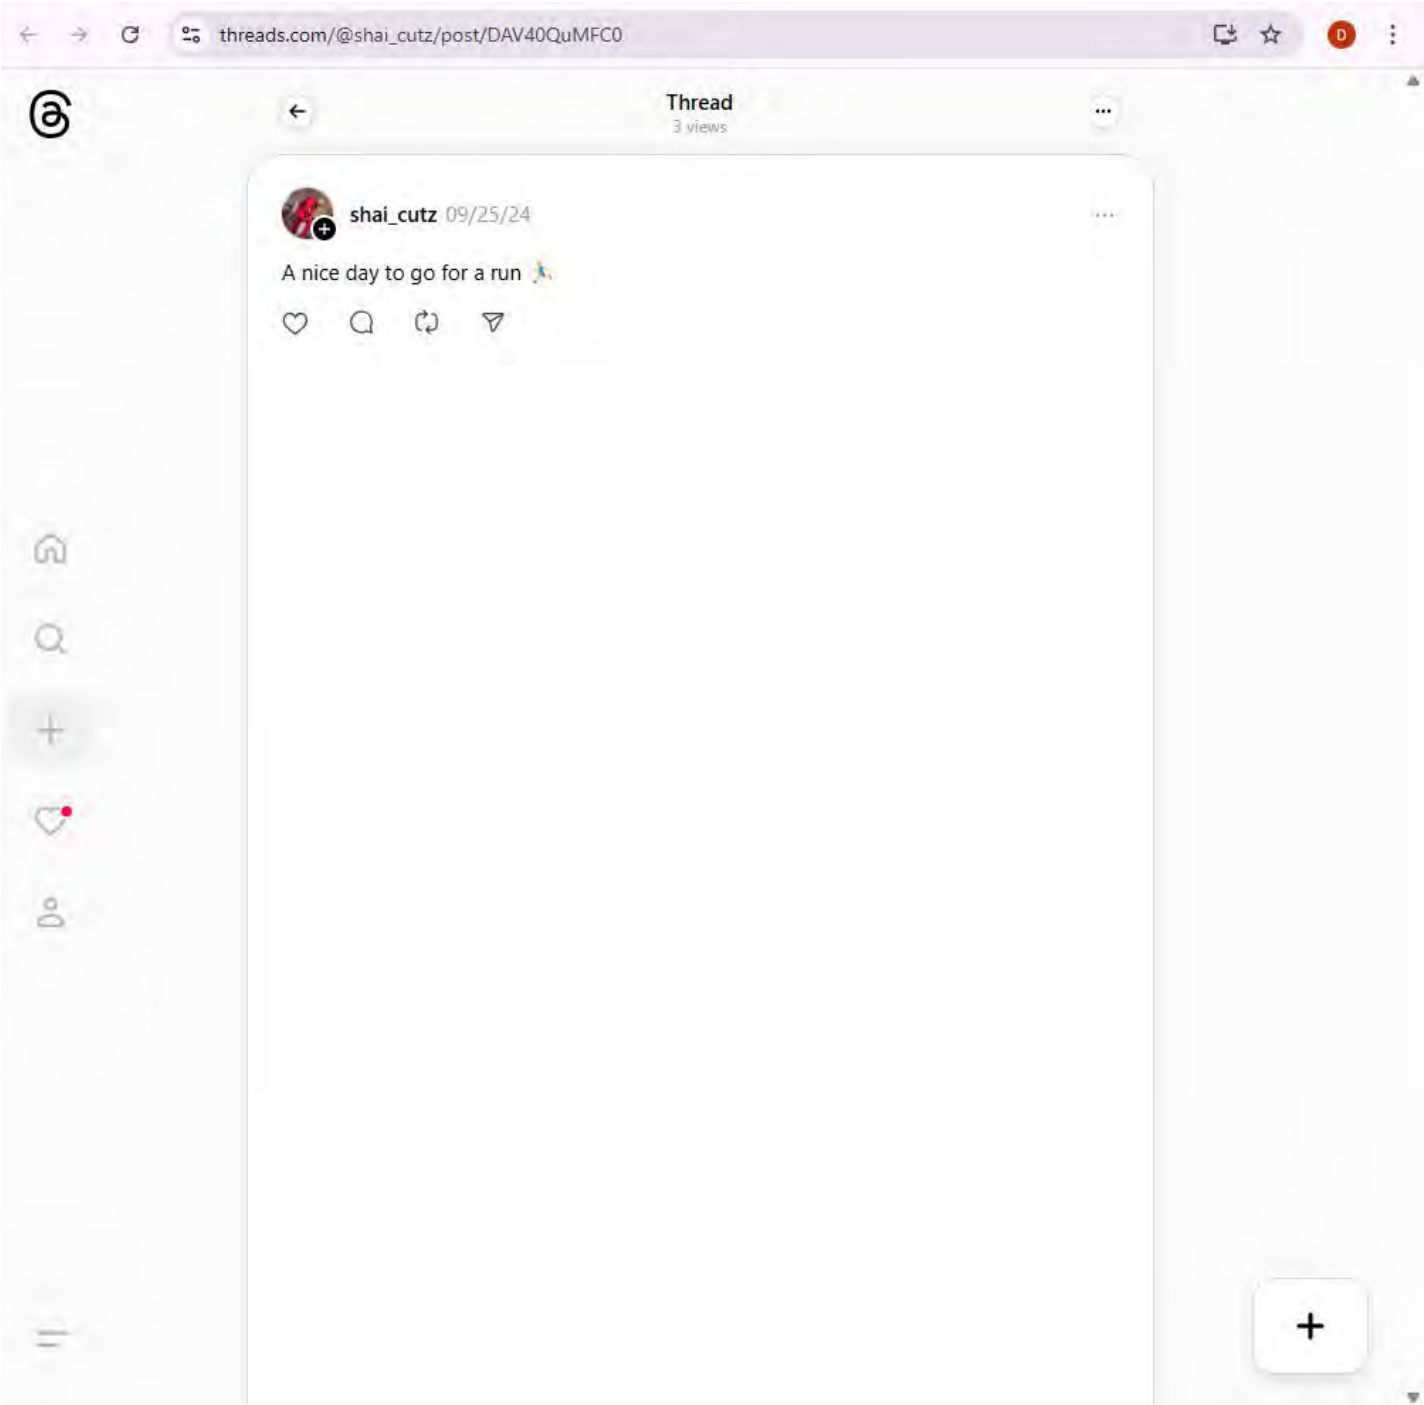 threads.com/@shai_cutz/post/DAV40QuMFC0
D
Thread
3 views
shai_cutz 09/25/24
A nice day to go for a run 🏃